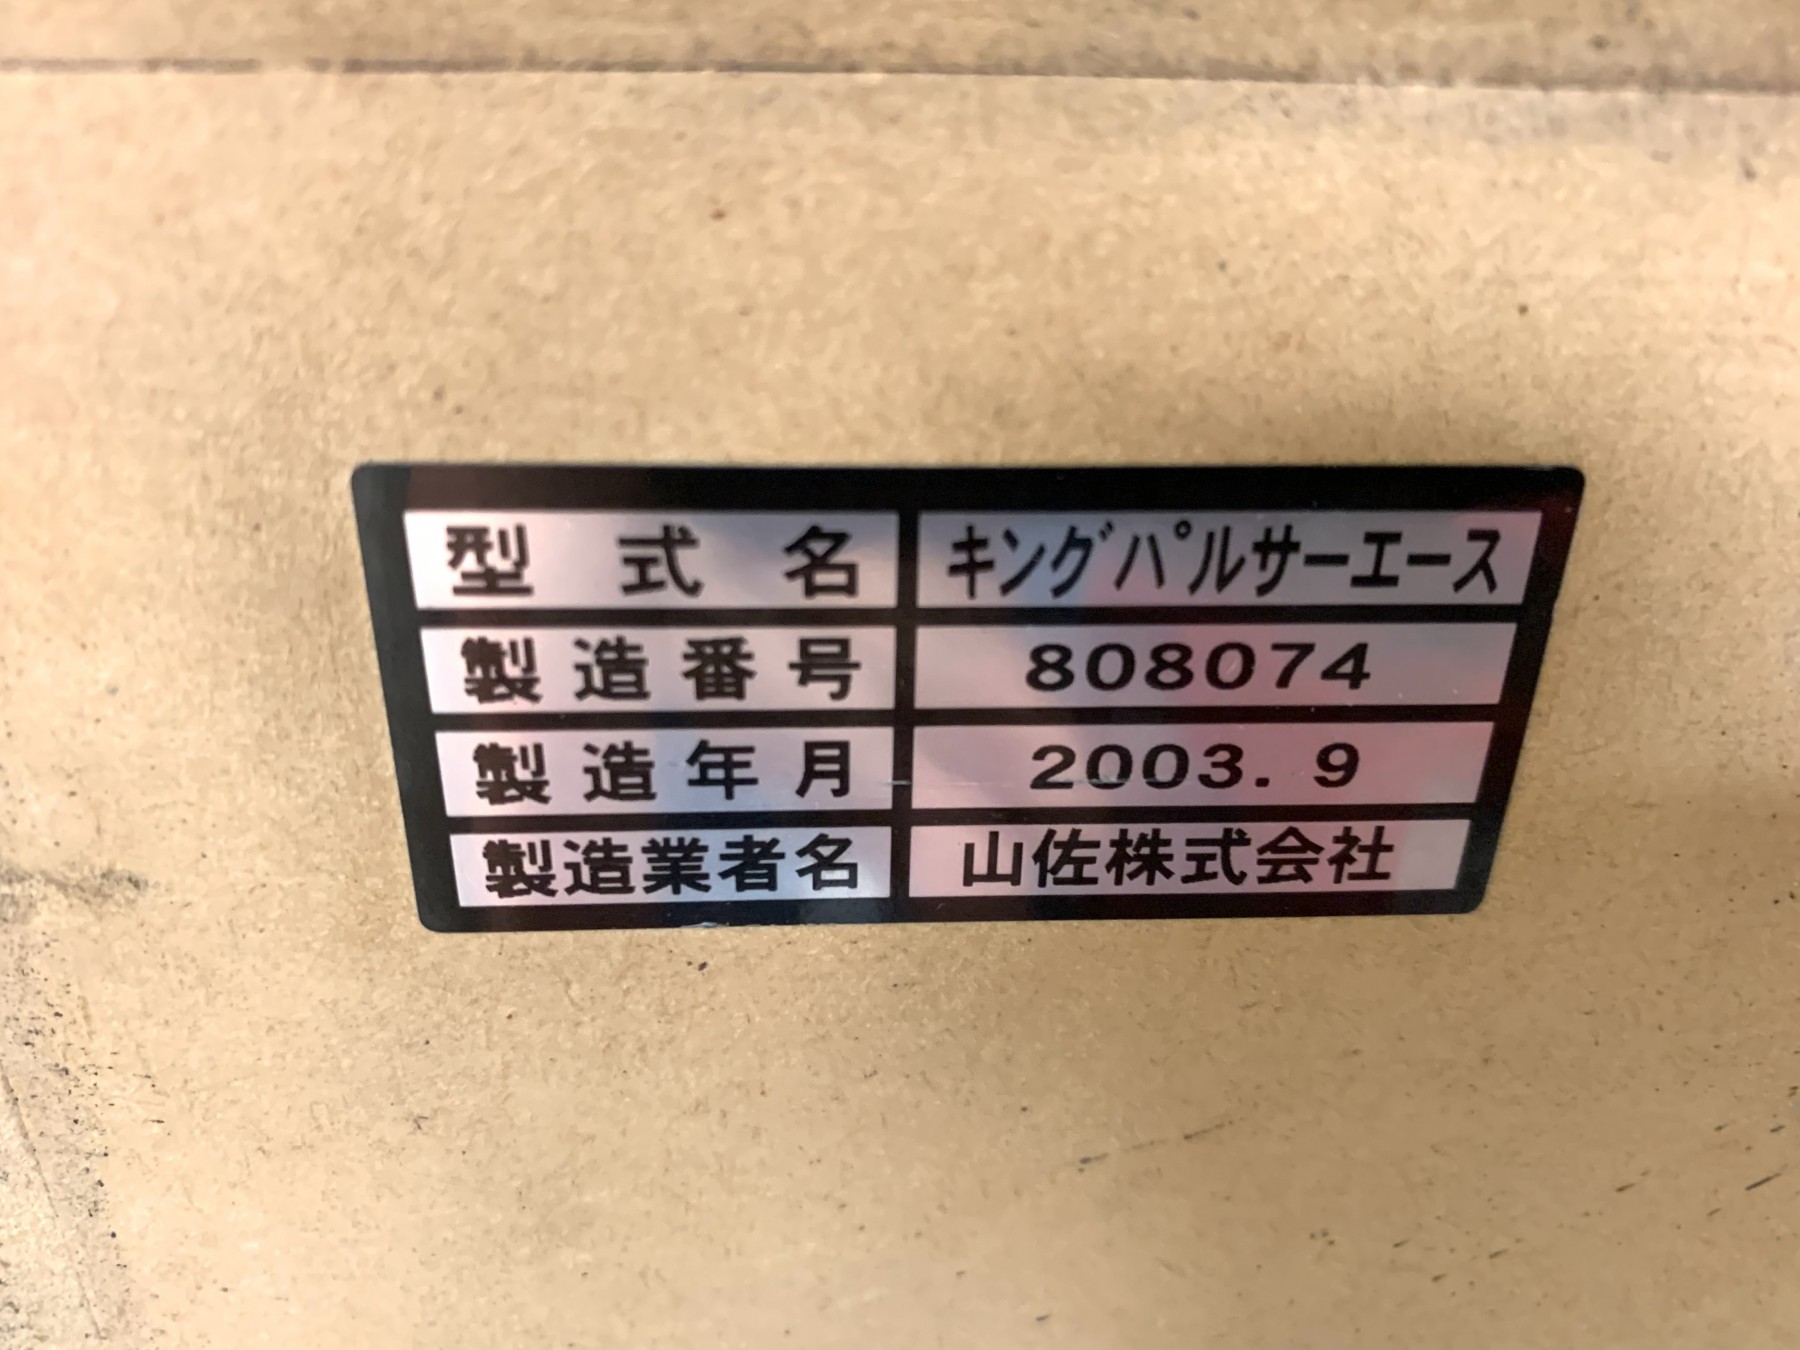 型式名 キングパルサーエース
製造番号 808074
製造年月 2003. 9
製造業者名 山佐株式会社